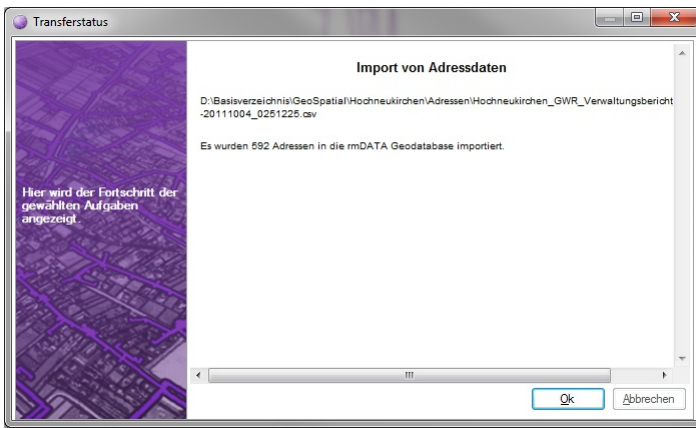 Transferstatus
Import von Adressdaten
D:\Basisverzeichnis\GeoSpatial\Hochneukirchen\Adressen\Hochneukirchen_GWR_Verwaltungsbericht
-20111004_0251225.csv
Es wurden 592 Adressen in die rmDATA Geodatabase importiert.
Hier wird der Fortschritt der
gewählten Aufgaben
angezeigt.
Ok
Abbrechen